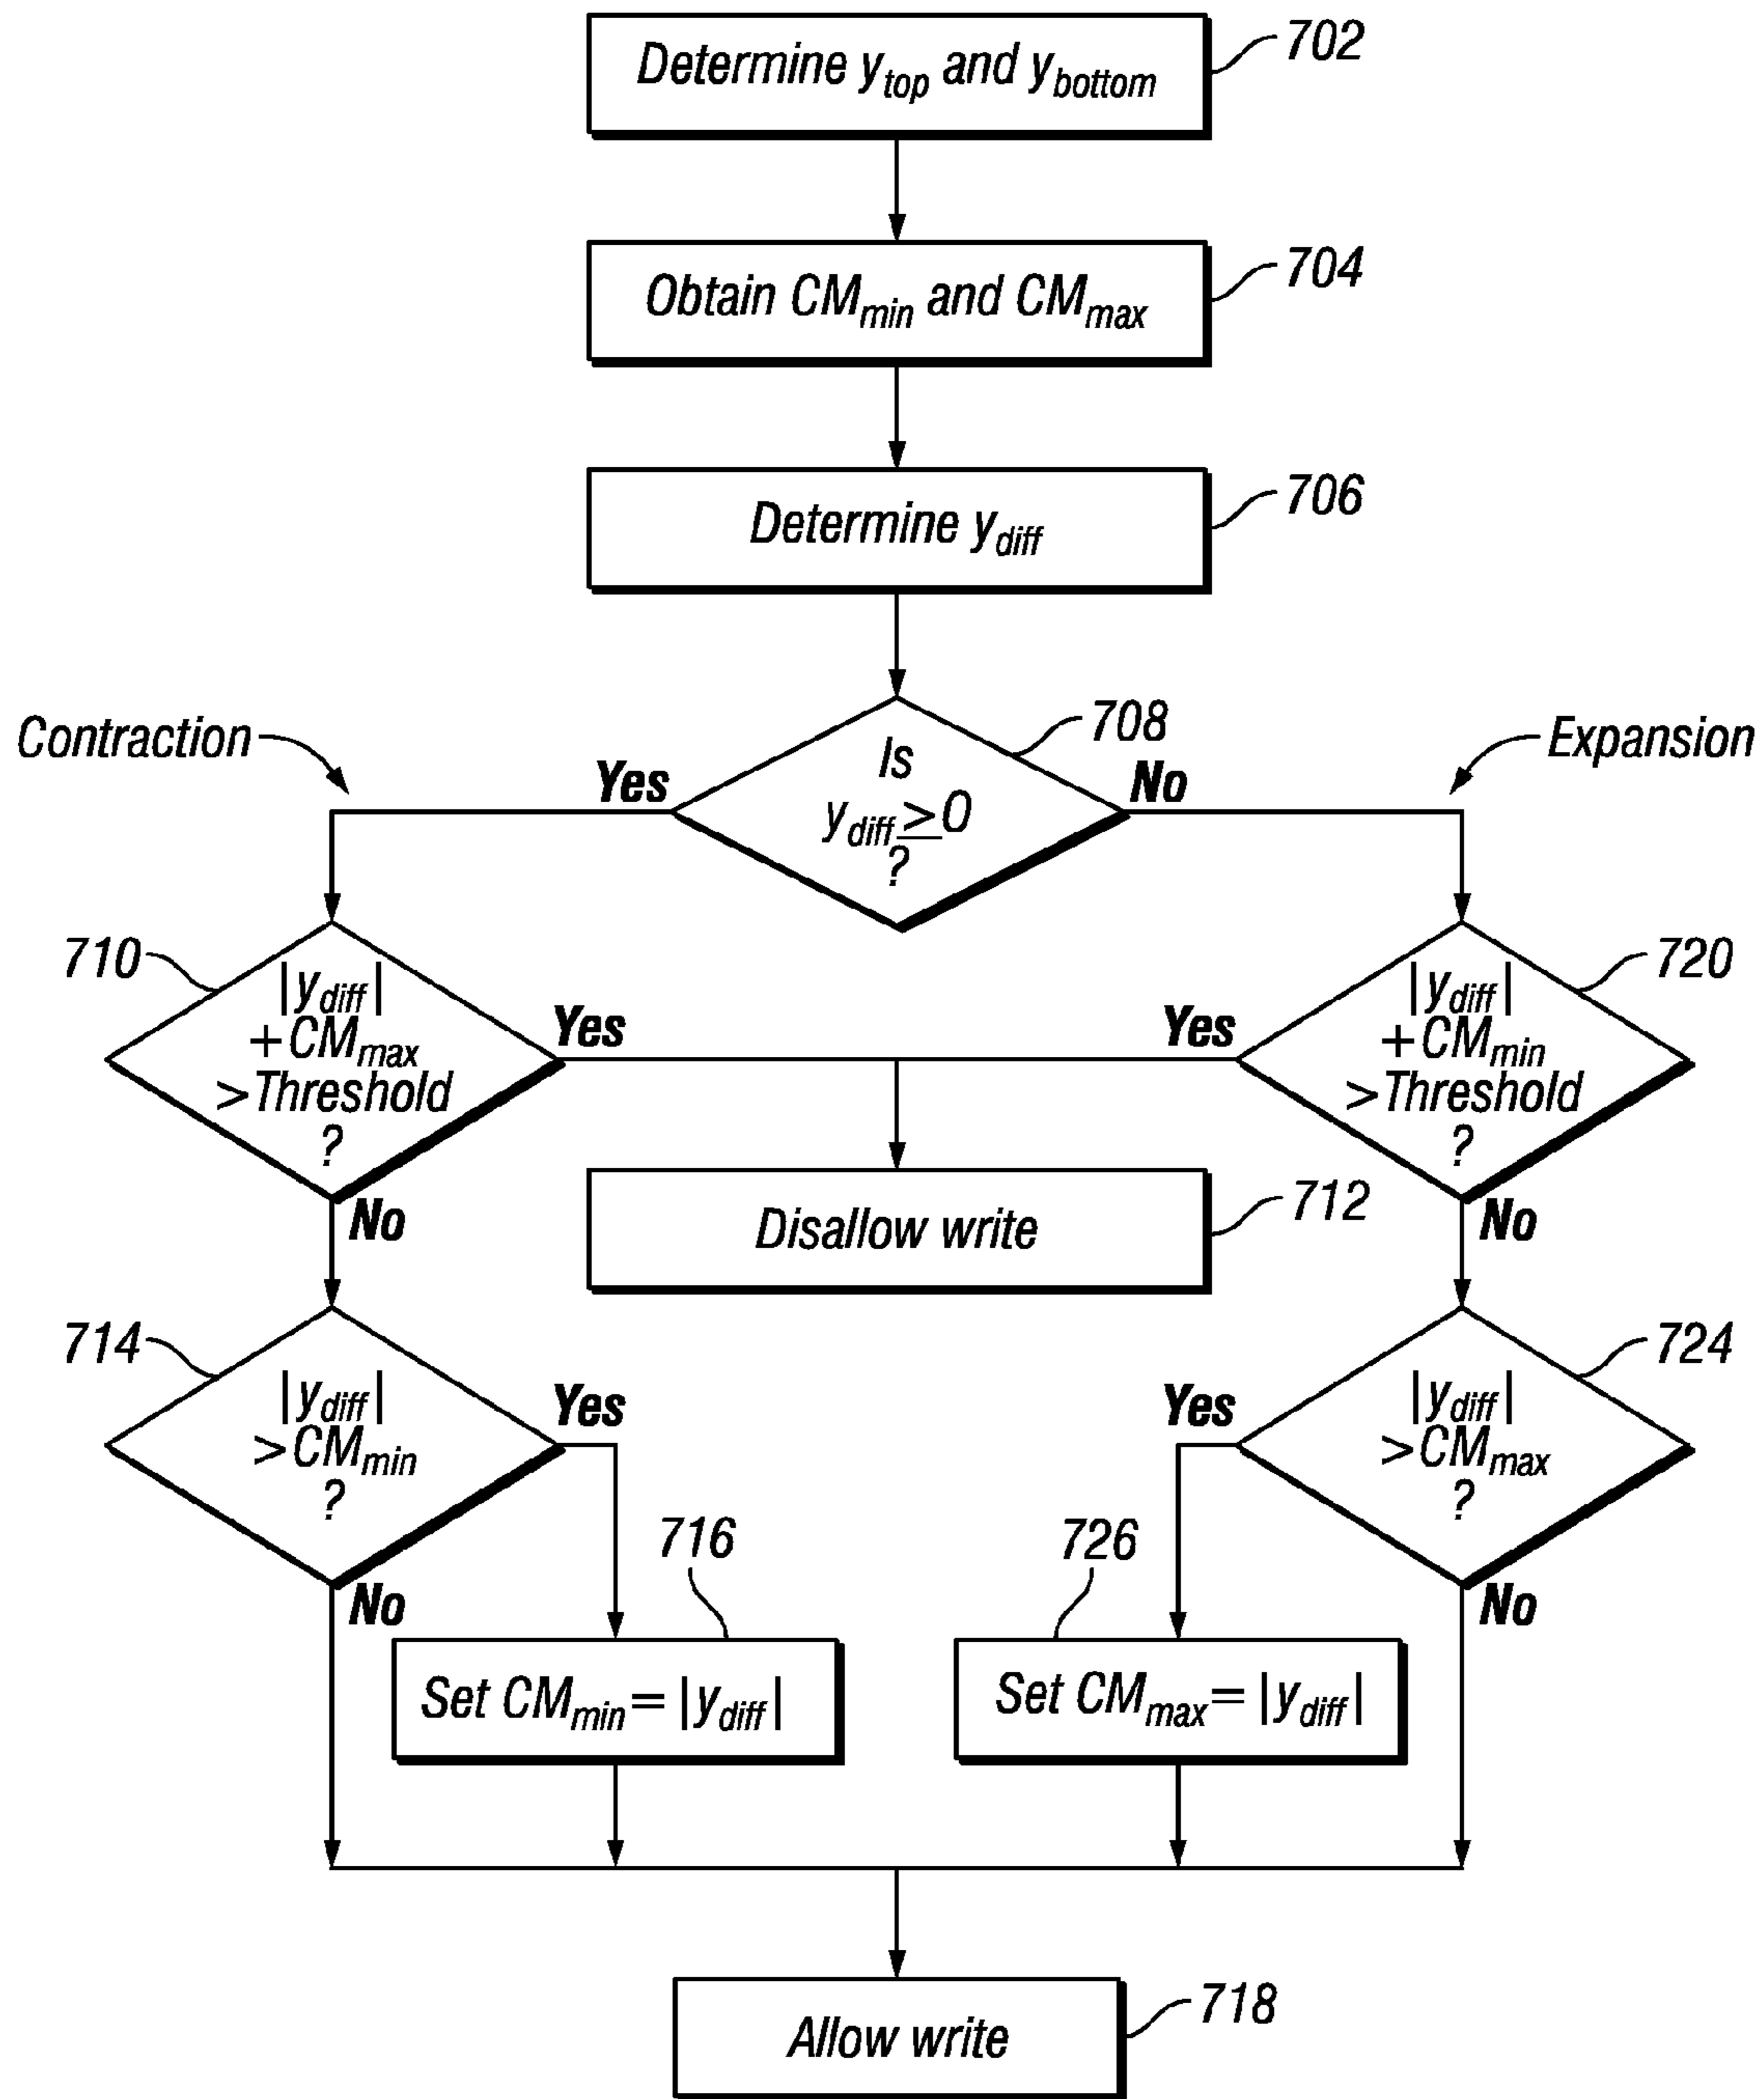 Determine y_top and y_bottom
702
Obtain CM_min and CM_max
704
Determine y_diff
706
Contraction
Expansion
708
Is
y_diff ≥ 0
?
Yes
No
710
|y_diff|
+CM_max
>Threshold
?
Yes
No
720
|y_diff|
+CM_min
>Threshold
?
Yes
No
Disallow write
712
714
|y_diff|
>CM_min
?
Yes
No
724
|y_diff|
>CM_max
?
Yes
No
716
Set CM_min=|y_diff|
726
Set CM_max=|y_diff|
Allow write
718